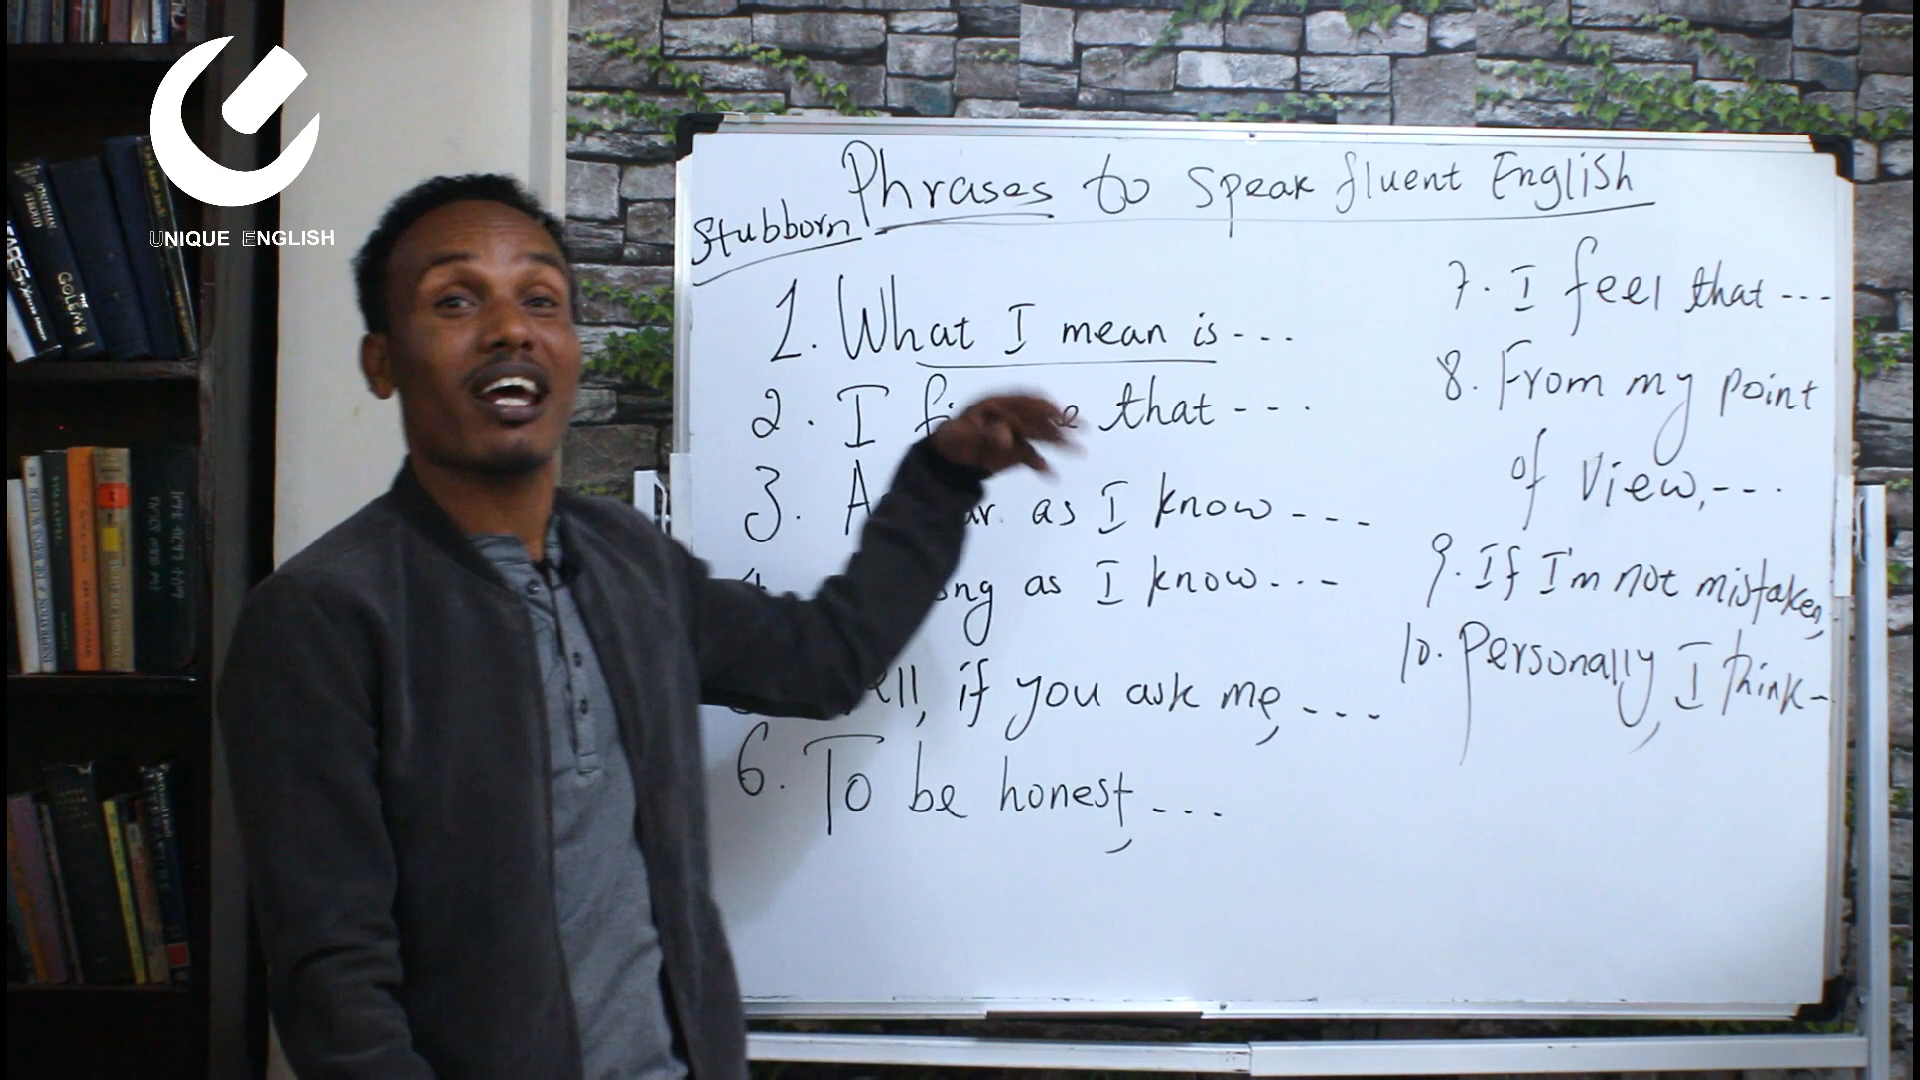 UNIQUE ENGLISH
Phrases to speak fluent English
Stubborn
1. What I mean is ...
2. I that ...
3. as I know ...
as I know ...
if you ask me, ...
6. To be honest, ...
7. I feel that ...
8. From my point
of view, ...
9. If I'm not mistaken,
10. Personally, I think -
THE
GOLEMS